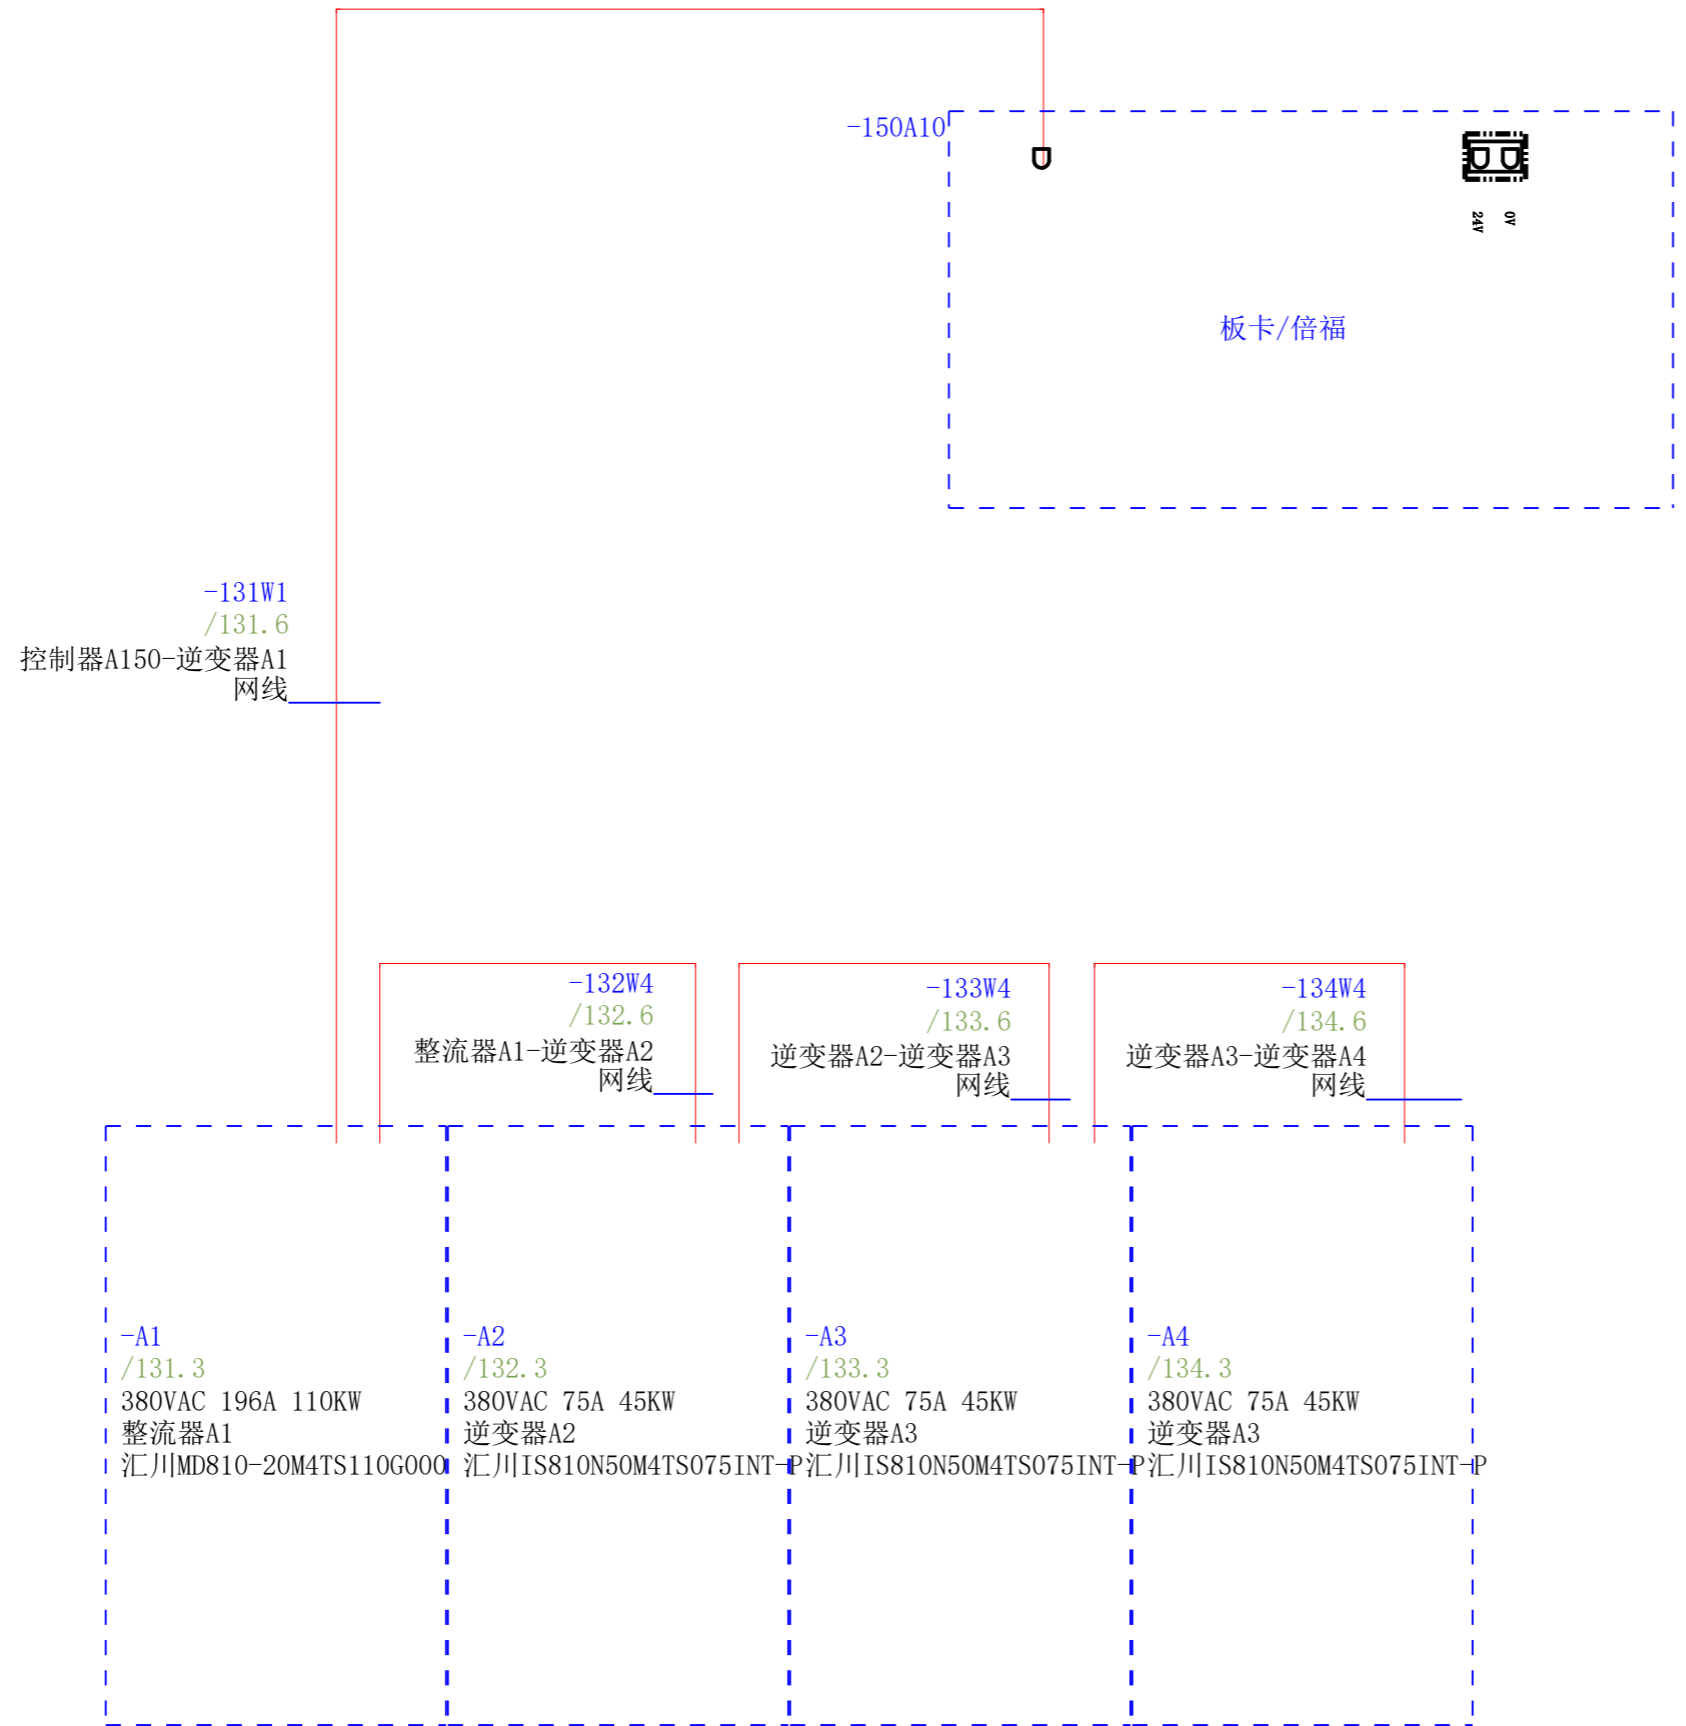 -150A10
24V
0V
板卡/倍福
-131W1
/131.6
控制器A150-逆变器A1
网线
-132W4
/132.6
整流器A1-逆变器A2
网线
-133W4
/133.6
逆变器A2-逆变器A3
网线
-134W4
/134.6
逆变器A3-逆变器A4
网线
-A1
/131.3
380VAC 196A 110KW
整流器A1
汇川MD810-20M4TS110G000
-A2
/132.3
380VAC 75A 45KW
逆变器A2
汇川IS810N50M4TS075INT-P
-A3
/133.3
380VAC 75A 45KW
逆变器A3
汇川IS810N50M4TS075INT-P
-A4
/134.3
380VAC 75A 45KW
逆变器A3
汇川IS810N50M4TS075INT-P